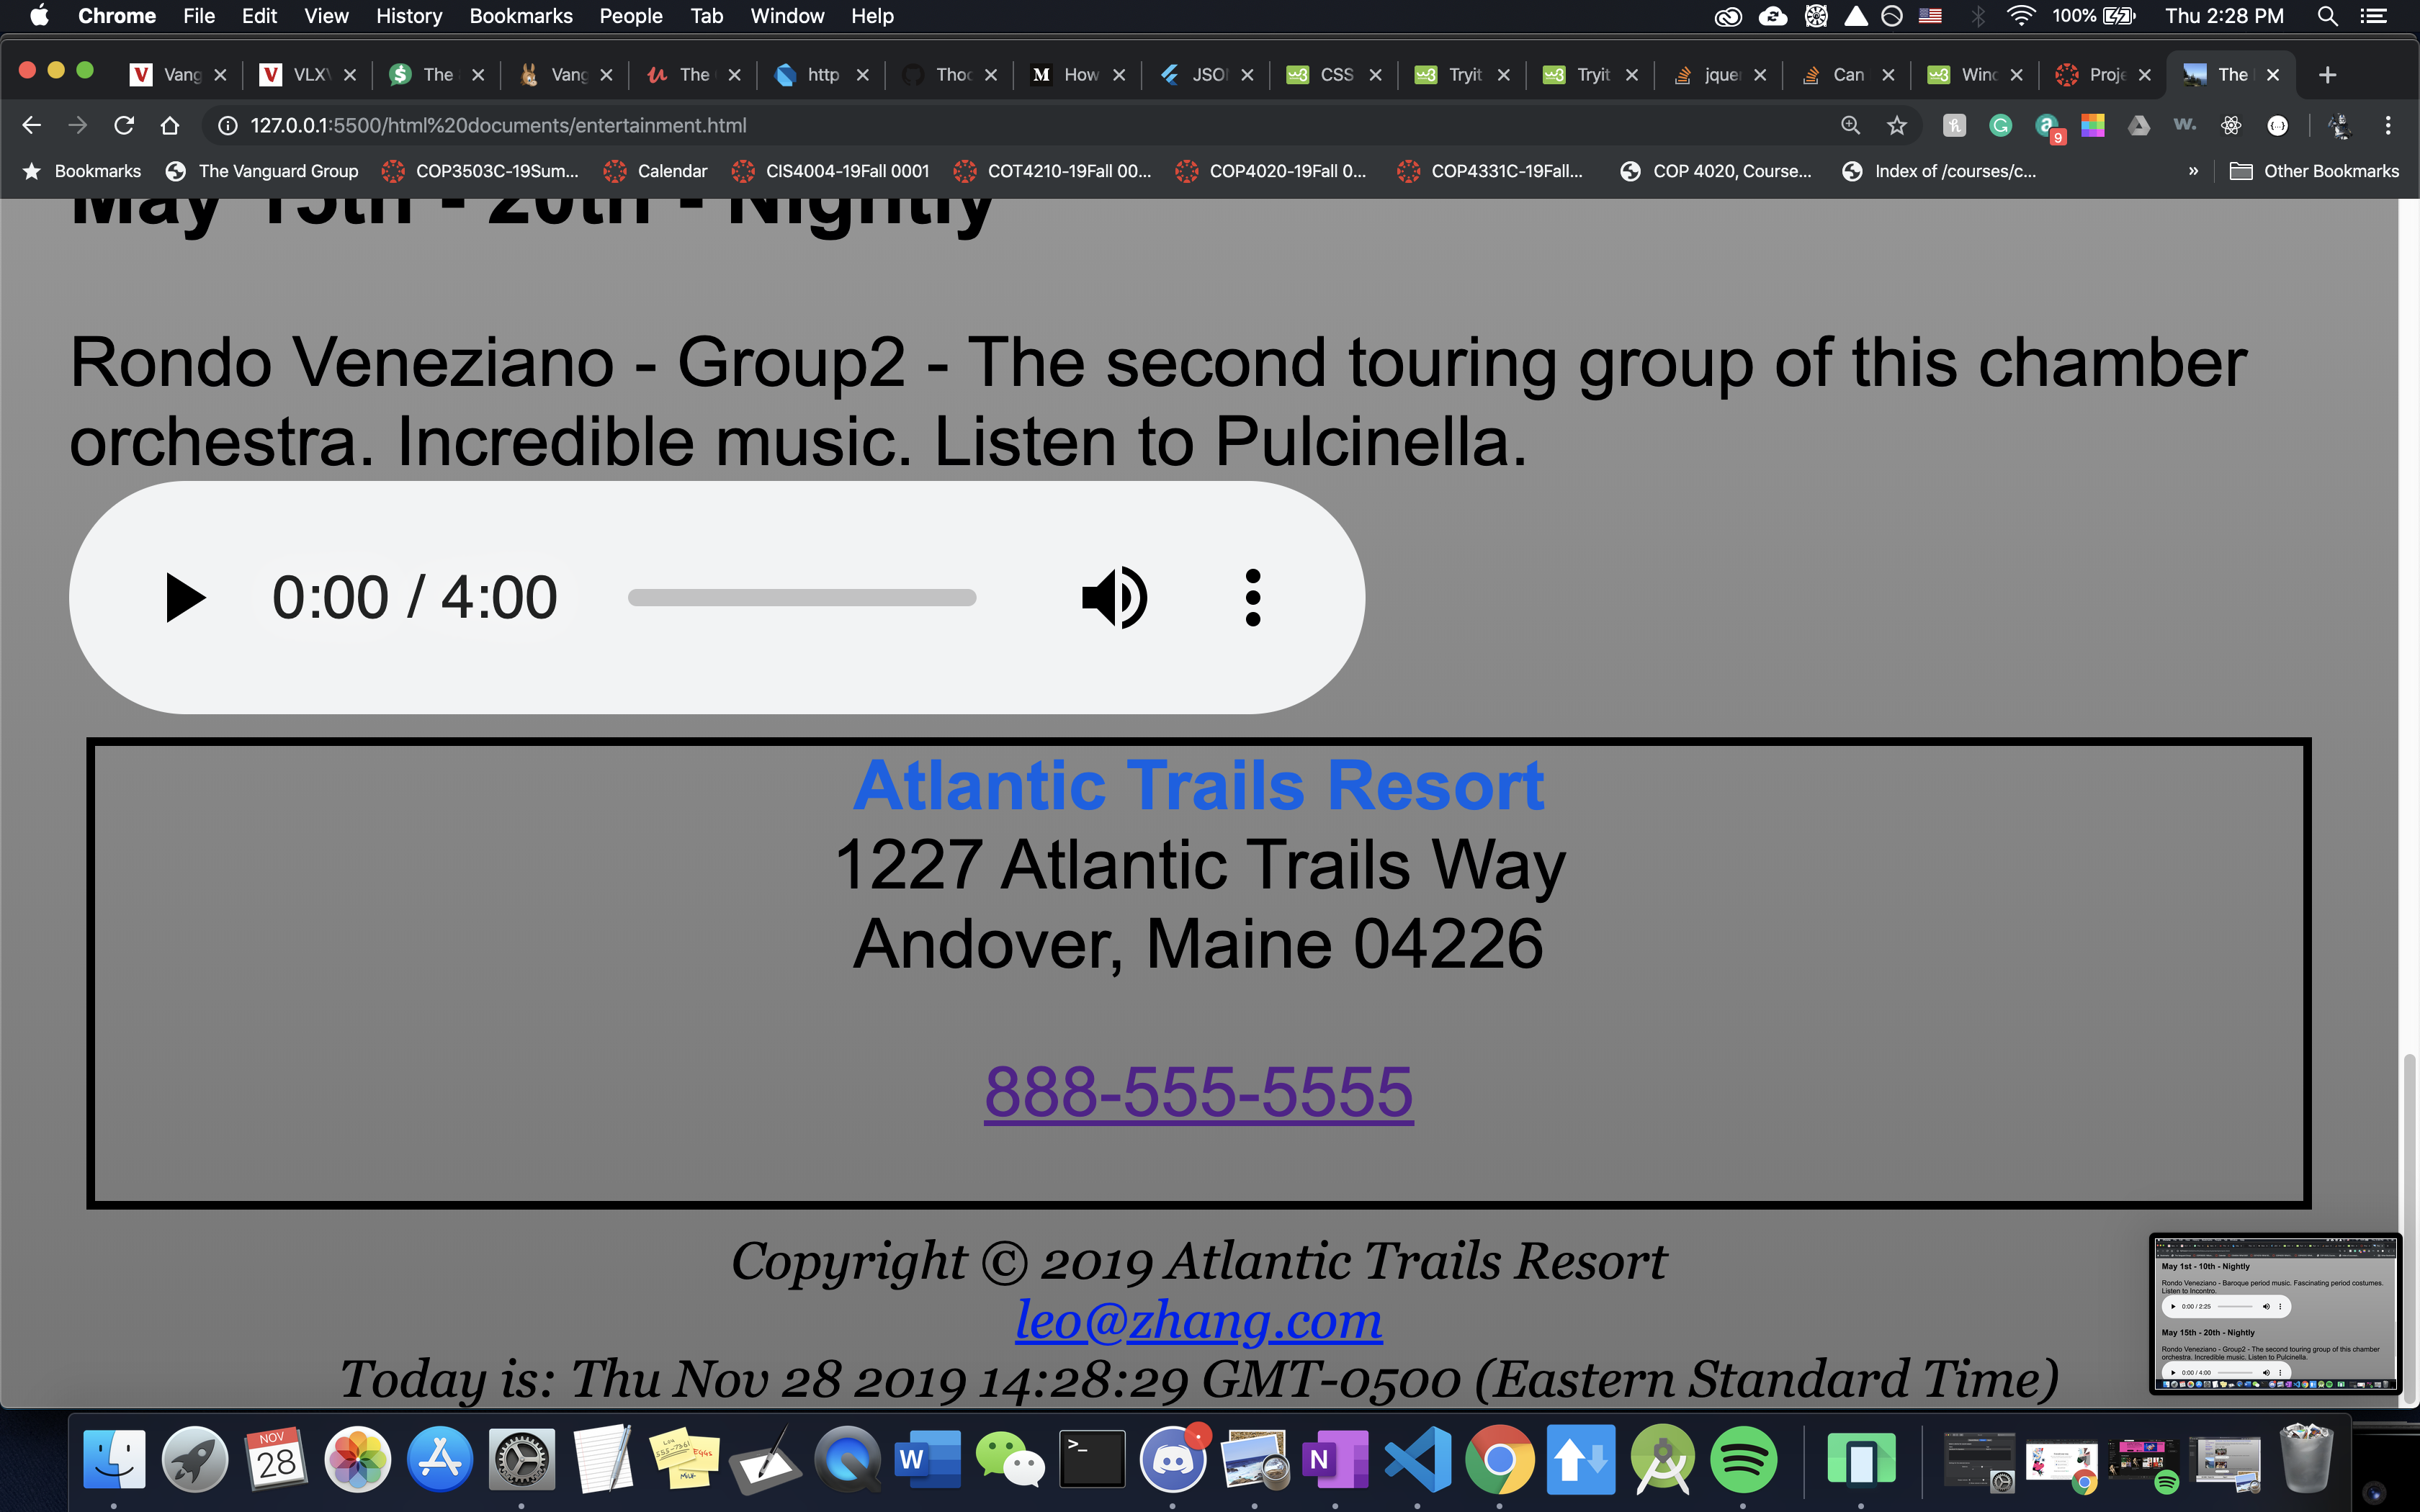 Chrome File Edit View History Bookmarks People Tab Window Help 100% Thu 2:28 PM
Vang VLXV The Vang The http Thoc How JSOI CSS Tryit Tryit jque Can Winc Proje The
127.0.0.1:5500/html%20documents/entertainment.html 9
Bookmarks The Vanguard Group COP3503C-19Sum... Calendar CIS4004-19Fall 0001 COT4210-19Fall 00... COP4020-19Fall 0... COP4331C-19Fall... COP 4020, Course... Index of /courses/c... » Other Bookmarks
May 15th - 20th - Nightly
Rondo Veneziano - Group2 - The second touring group of this chamber
orchestra. Incredible music. Listen to Pulcinella.
0:00 / 4:00
Atlantic Trails Resort
1227 Atlantic Trails Way
Andover, Maine 04226
888-555-5555
Copyright © 2019 Atlantic Trails Resort
leo@zhang.com
Today is: Thu Nov 28 2019 14:28:29 GMT-0500 (Eastern Standard Time)
May 1st - 10th - Nightly
Rondo Veneziano - Baroque period music. Fascinating period costumes.
Listen to Incontro.
0:00 / 2:25
May 15th - 20th - Nightly
Rondo Veneziano - Group2 - The second touring group of this chamber
orchestra. Incredible music. Listen to Pulcinella.
0:00 / 4:00
NOV
28